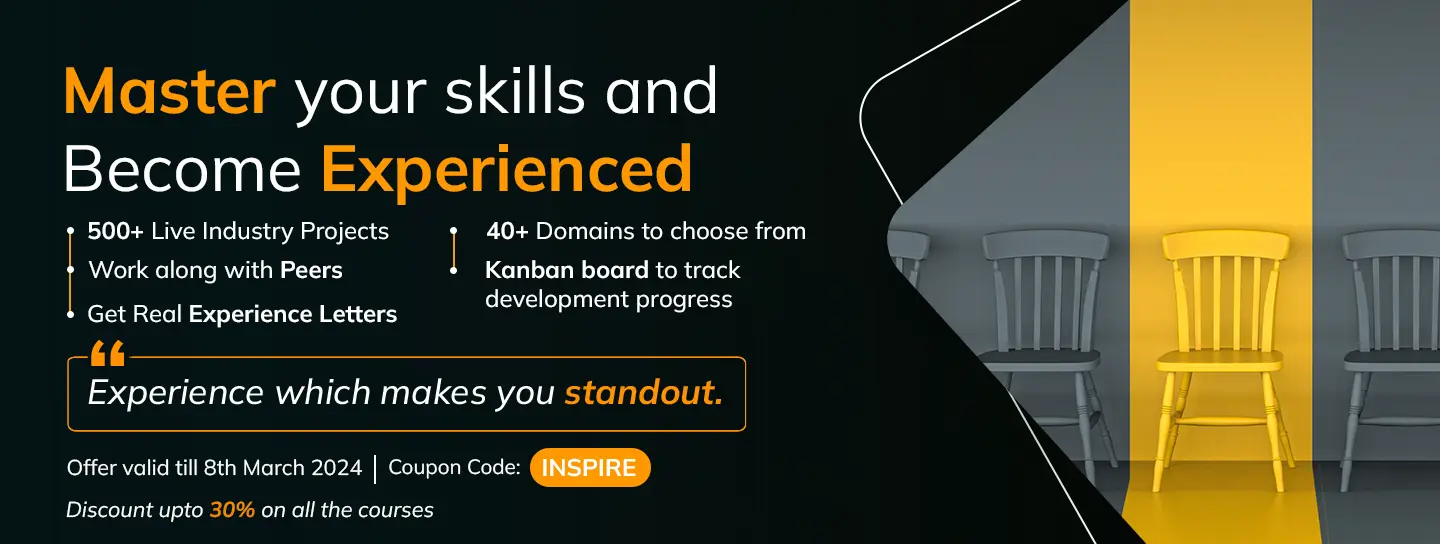 Master your skills and
Become Experienced
500+ Live Industry Projects
Work along with Peers
Get Real Experience Letters
40+ Domains to choose from
Kanban board to track
development progress
“
Experience which makes you standout.
Offer valid till 8th March 2024 | Coupon Code: INSPIRE
Discount upto 30% on all the courses